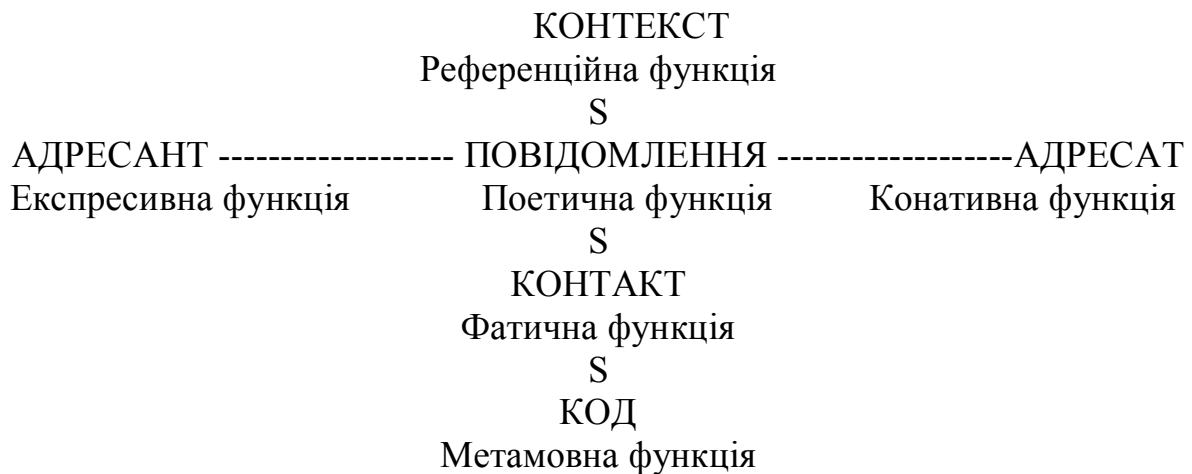 КОНТЕКСТ
Референційна функція
S
АДРЕСАНТ ------------------- ПОВІДОМЛЕННЯ -------------------АДРЕСАТ
Експресивна функція Поетична функція Конативна функція
S
КОНТАКТ
Фатична функція
S
КОД
Метамовна функція